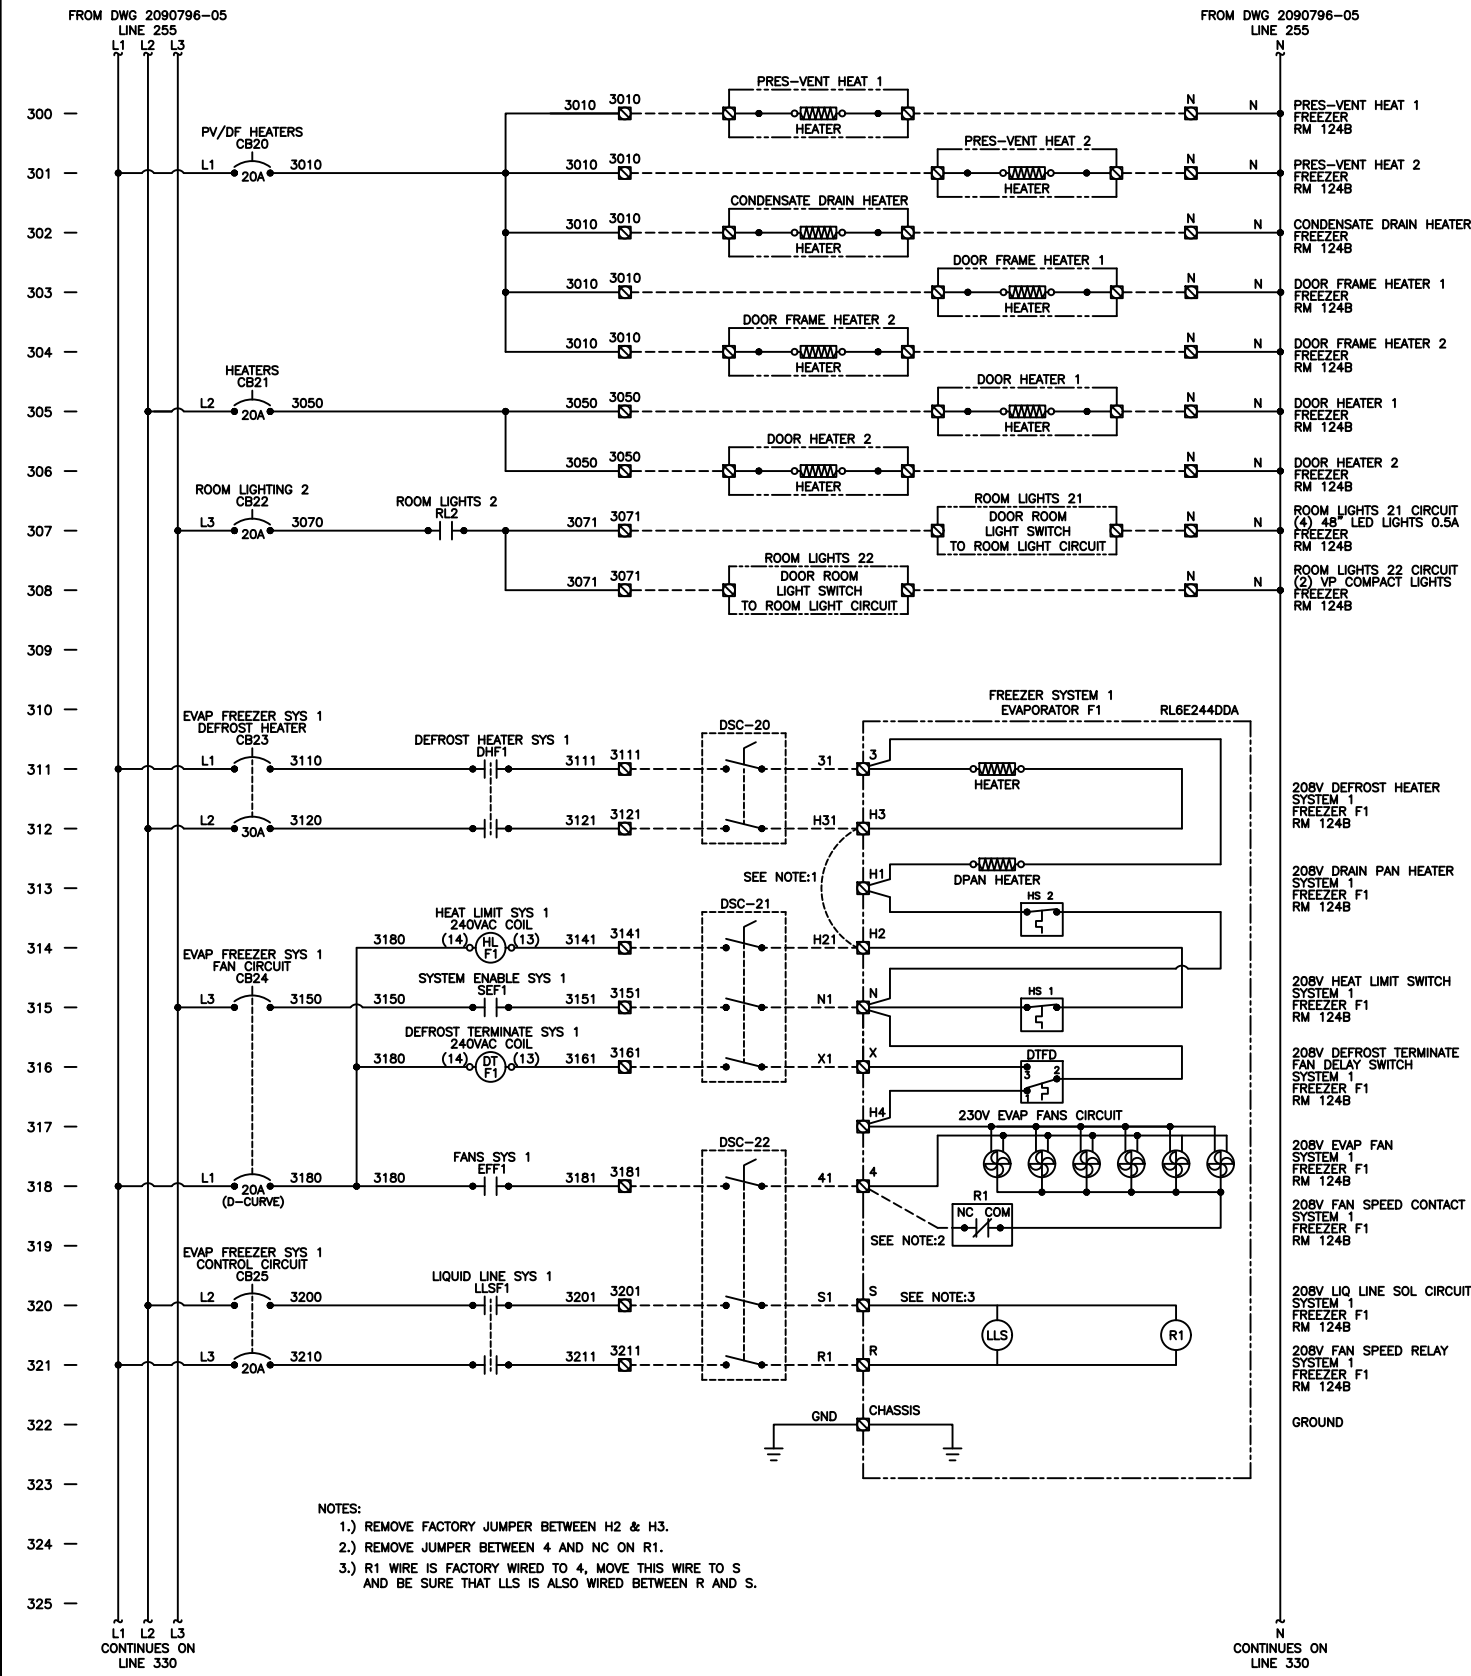 FROM DWG 2090796-05
LINE 255
L1 L2 L3
FROM DWG 2090796-05
LINE 255
N
300
PRES-VENT HEAT 1
3010 3010
HEATER
N N
PRES-VENT HEAT 1
FREEZER
RM 124B
301
PV/DF HEATERS
CB20
L1 20A 3010
3010 3010
PRES-VENT HEAT 2
HEATER
N N
PRES-VENT HEAT 2
FREEZER
RM 124B
302
3010 3010
CONDENSATE DRAIN HEATER
HEATER
N N
CONDENSATE DRAIN HEATER
FREEZER
RM 124B
303
3010 3010
DOOR FRAME HEATER 1
HEATER
N N
DOOR FRAME HEATER 1
FREEZER
RM 124B
304
3010 3010
DOOR FRAME HEATER 2
HEATER
N N
DOOR FRAME HEATER 2
FREEZER
RM 124B
305
HEATERS
CB21
L2 20A 3050
3050 3050
DOOR HEATER 1
HEATER
N N
DOOR HEATER 1
FREEZER
RM 124B
306
3050 3050
DOOR HEATER 2
HEATER
N N
DOOR HEATER 2
FREEZER
RM 124B
307
ROOM LIGHTING 2
CB22
L3 20A 3070
ROOM LIGHTS 2
RL2
3071 3071
ROOM LIGHTS 21
DOOR ROOM
LIGHT SWITCH
TO ROOM LIGHT CIRCUIT
N N
ROOM LIGHTS 21 CIRCUIT
(4) 48" LED LIGHTS 0.5A
FREEZER
RM 124B
308
3071 3071
ROOM LIGHTS 22
DOOR ROOM
LIGHT SWITCH
TO ROOM LIGHT CIRCUIT
N N
ROOM LIGHTS 22 CIRCUIT
(2) VP COMPACT LIGHTS
FREEZER
RM 124B
309
310
FREEZER SYSTEM 1
EVAPORATOR F1 RL6E244DDA
311
EVAP FREEZER SYS 1
DEFROST HEATER
CB23
L1 3110
DEFROST HEATER SYS 1
DHF1
3111 3111
DSC-20
31 3
HEATER
312
L2 30A 3120
3121 3121
H31 H3
208V DEFROST HEATER
SYSTEM 1
FREEZER F1
RM 124B
313
SEE NOTE:1
H1
DPAN HEATER
HS 2
208V DRAIN PAN HEATER
SYSTEM 1
FREEZER F1
RM 124B
314
HEAT LIMIT SYS 1
240VAC COIL
3180 (14) HL F1 (13) 3141 3141
DSC-21
H21 H2
315
EVAP FREEZER SYS 1
FAN CIRCUIT
CB24
L3 3150 3150
SYSTEM ENABLE SYS 1
SEF1
3151 3151
N1 N
HS 1
208V HEAT LIMIT SWITCH
SYSTEM 1
FREEZER F1
RM 124B
316
DEFROST TERMINATE SYS 1
240VAC COIL
3180 (14) DT F1 (13) 3161 3161
X1 X
DTFD
3 2
1
208V DEFROST TERMINATE
FAN DELAY SWITCH
SYSTEM 1
FREEZER F1
RM 124B
317
H4
230V EVAP FANS CIRCUIT
208V EVAP FAN
SYSTEM 1
FREEZER F1
RM 124B
318
L1 20A 3180 3180
(D-CURVE)
FANS SYS 1
EFF1
3181 3181
DSC-22
41 4
R1
NC COM
208V FAN SPEED CONTACT
SYSTEM 1
FREEZER F1
RM 124B
319
SEE NOTE:2
320
EVAP FREEZER SYS 1
CONTROL CIRCUIT
CB25
L2 3200
LIQUID LINE SYS 1
LLSF1
3201 3201
S1 S
SEE NOTE:3
LLS R1
208V LIQ LINE SOL CIRCUIT
SYSTEM 1
FREEZER F1
RM 124B
321
L3 20A 3210
3211 3211
R1 R
208V FAN SPEED RELAY
SYSTEM 1
FREEZER F1
RM 124B
322
GND CHASSIS
GROUND
323
NOTES:
1.) REMOVE FACTORY JUMPER BETWEEN H2 & H3.
324
2.) REMOVE JUMPER BETWEEN 4 AND NC ON R1.
3.) R1 WIRE IS FACTORY WIRED TO 4, MOVE THIS WIRE TO S
AND BE SURE THAT LLS IS ALSO WIRED BETWEEN R AND S.
325
L1 L2 L3
CONTINUES ON
LINE 330
N
CONTINUES ON
LINE 330